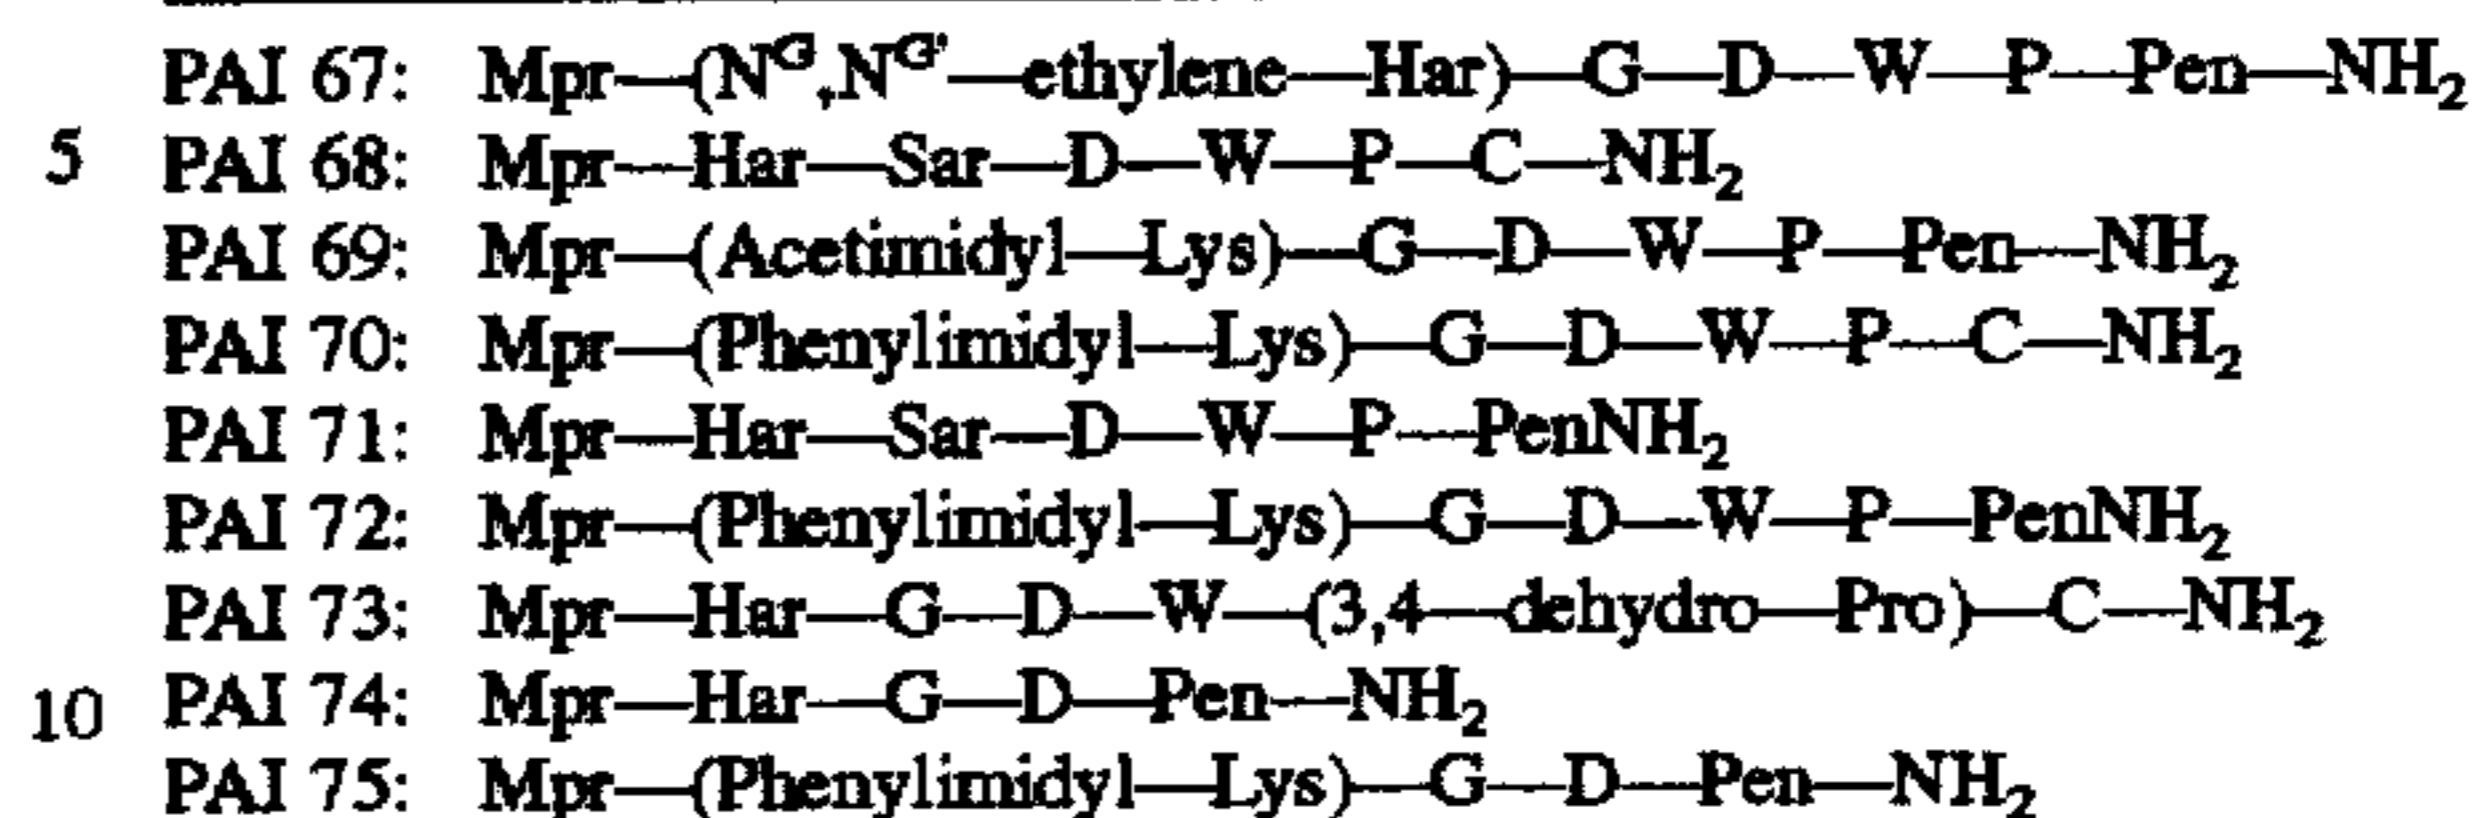 PAI 67: Mpr—(N^G,N^G'—ethylene—Har)—G—D—W—P—Pen—NH₂
5 PAI 68: Mpr—Har—Sar—D—W—P—C—NH₂
PAI 69: Mpr—(Acetimidyl—Lys)—G—D—W—P—Pen—NH₂
PAI 70: Mpr—(Phenylimidyl—Lys)—G—D—W—P—C—NH₂
PAI 71: Mpr—Har—Sar—D—W—P—PenNH₂
PAI 72: Mpr—(Phenylimidyl—Lys)—G—D—W—P—PenNH₂
PAI 73: Mpr—Har—G—D—W—(3,4—dehydro—Pro)—C—NH₂
10 PAI 74: Mpr—Har—G—D—Pen—NH₂
PAI 75: Mpr—(Phenylimidyl—Lys)—G—D—Pen—NH₂